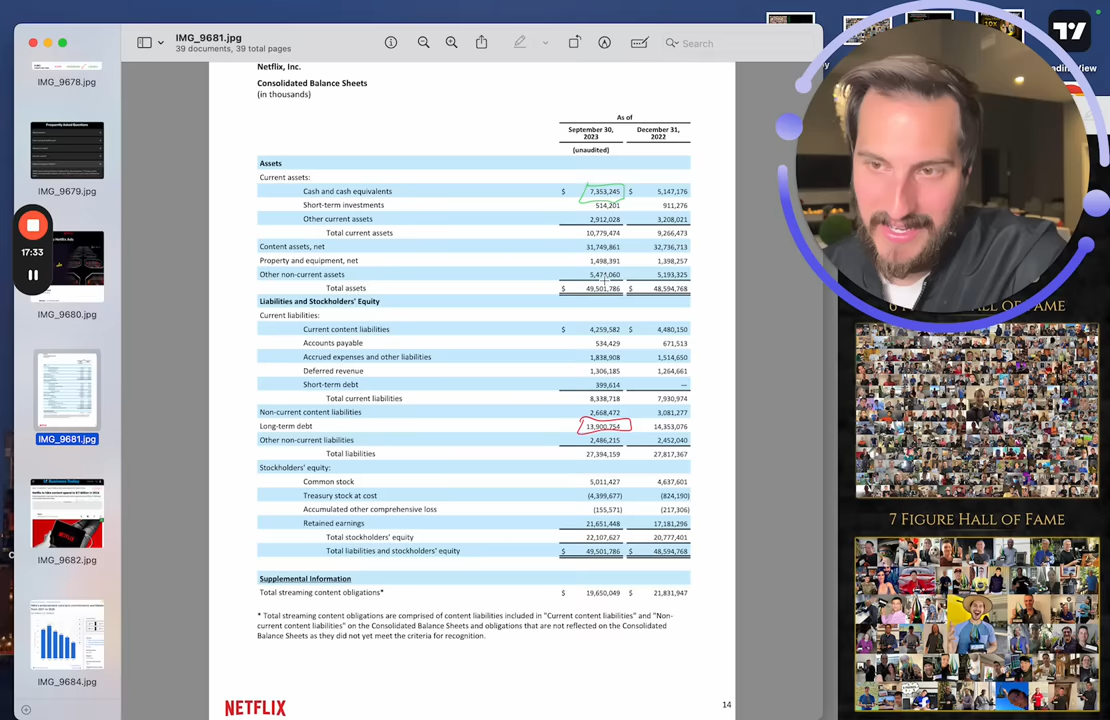 IMG_9681.jpg
39 documents, 39 total pages
Search
IMG_9678.jpg
IMG_9679.jpg
17:33
IMG_9680.jpg
IMG_9681.jpg
IMG_9682.jpg
IMG_9684.jpg
Netflix, Inc.
Consolidated Balance Sheets
(in thousands)
As of
September 30, 2023
December 31, 2022
(unaudited)
Assets
Current assets:
Cash and cash equivalents $ 7,353,245 $ 5,147,176
Short-term investments 514,201 911,276
Other current assets 2,912,028 3,208,021
Total current assets 10,779,474 9,266,473
Content assets, net 31,749,861 32,736,713
Property and equipment, net 1,498,391 1,398,257
Other non-current assets 5,474,060 5,193,325
Total assets $ 49,501,786 $ 48,594,768
Liabilities and Stockholders' Equity
Current liabilities:
Current content liabilities $ 4,259,582 $ 4,480,150
Accounts payable 534,429 671,513
Accrued expenses and other liabilities 1,838,908 1,514,650
Deferred revenue 1,306,185 1,264,661
Short-term debt 399,614 —
Total current liabilities 8,338,718 7,930,974
Non-current content liabilities 2,668,472 3,081,277
Long-term debt 13,900,754 14,353,076
Other non-current liabilities 2,486,215 2,452,040
Total liabilities 27,394,159 27,817,367
Stockholders' equity:
Common stock 5,011,427 4,637,601
Treasury stock at cost (4,399,677) (824,190)
Accumulated other comprehensive loss (155,571) (217,306)
Retained earnings 21,651,448 17,181,296
Total stockholders' equity 22,107,627 20,777,401
Total liabilities and stockholders' equity $ 49,501,786 $ 48,594,768
Supplemental Information
Total streaming content obligations* $ 19,650,049 $ 21,831,947
* Total streaming content obligations are comprised of content liabilities included in "Current content liabilities" and "Non-
current content liabilities" on the Consolidated Balance Sheets and obligations that are not reflected on the Consolidated
Balance Sheets as they did not yet meet the criteria for recognition.
NETFLIX
14
7 FIGURE HALL OF FAME